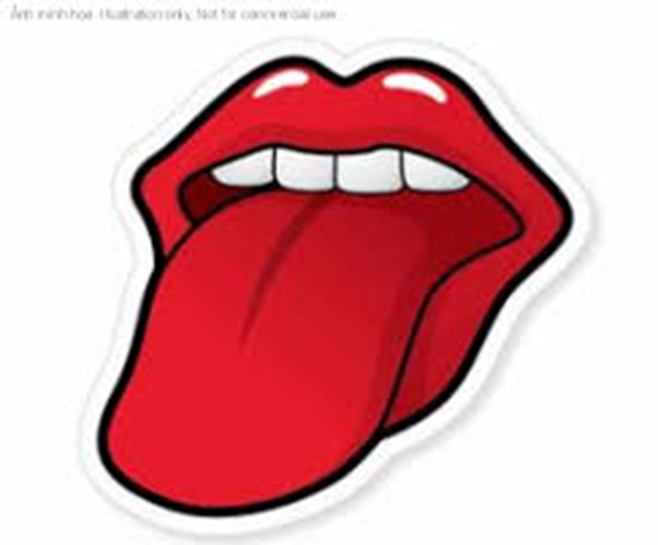 Ảnh minh họa. Illustration only, Not for commercial use